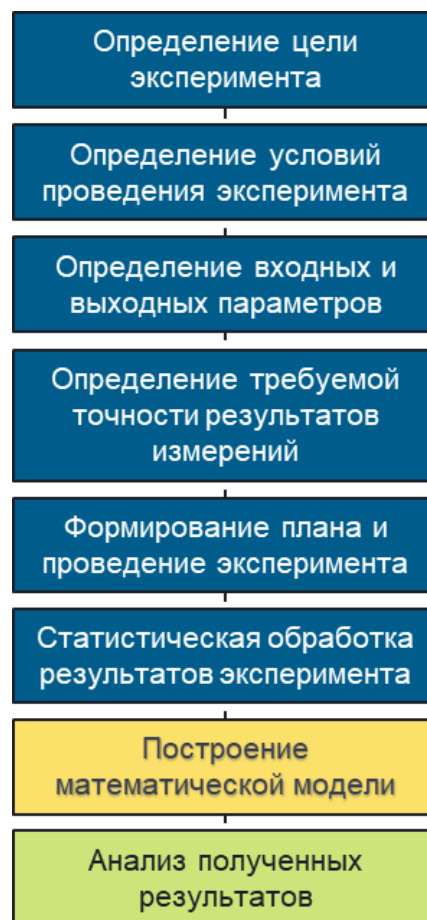 Определение цели
эксперимента
Определение условий
проведения эксперимента
Определение входных и
выходных параметров
Определение требуемой
точности результатов
измерений
Формирование плана и
проведение эксперимента
Статистическая обработка
результатов эксперимента
Построение
математической модели
Анализ полученных
результатов